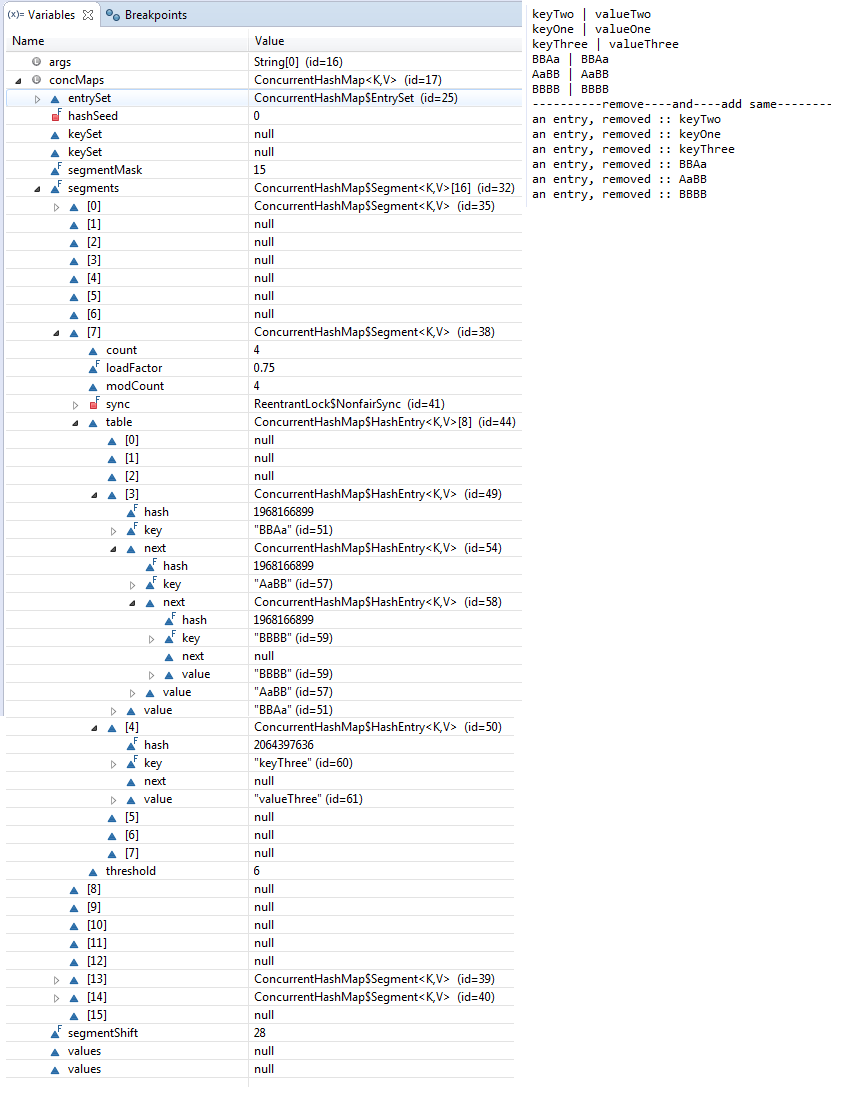 (x)= Variables Breakpoints
Name Value
args String[0] (id=16)
concMaps ConcurrentHashMap<K,V> (id=17)
entrySet ConcurrentHashMap$EntrySet (id=25)
hashSeed 0
keySet null
keySet null
F segmentMask 15
F segments ConcurrentHashMap$Segment<K,V>[16] (id=32)
[0] ConcurrentHashMap$Segment<K,V> (id=35)
[1] null
[2] null
[3] null
[4] null
[5] null
[6] null
[7] ConcurrentHashMap$Segment<K,V> (id=38)
count 4
F loadFactor 0.75
modCount 4
F sync ReentrantLock$NonfairSync (id=41)
table ConcurrentHashMap$HashEntry<K,V>[8] (id=44)
[0] null
[1] null
[2] null
[3] ConcurrentHashMap$HashEntry<K,V> (id=49)
F hash 1968166899
F key "BBAa" (id=51)
next ConcurrentHashMap$HashEntry<K,V> (id=54)
F hash 1968166899
F key "AaBB" (id=57)
next ConcurrentHashMap$HashEntry<K,V> (id=58)
F hash 1968166899
F key "BBBB" (id=59)
next null
value "BBBB" (id=59)
value "AaBB" (id=57)
value "BBAa" (id=51)
[4] ConcurrentHashMap$HashEntry<K,V> (id=50)
F hash 2064397636
F key "keyThree" (id=60)
next null
value "valueThree" (id=61)
[5] null
[6] null
[7] null
threshold 6
[8] null
[9] null
[10] null
[11] null
[12] null
[13] ConcurrentHashMap$Segment<K,V> (id=39)
[14] ConcurrentHashMap$Segment<K,V> (id=40)
[15] null
F segmentShift 28
values null
values null
keyTwo | valueTwo
keyOne | valueOne
keyThree | valueThree
BBAa | BBAa
AaBB | AaBB
BBBB | BBBB
----------remove----and----add same--------
an entry, removed :: keyTwo
an entry, removed :: keyOne
an entry, removed :: keyThree
an entry, removed :: BBAa
an entry, removed :: AaBB
an entry, removed :: BBBB